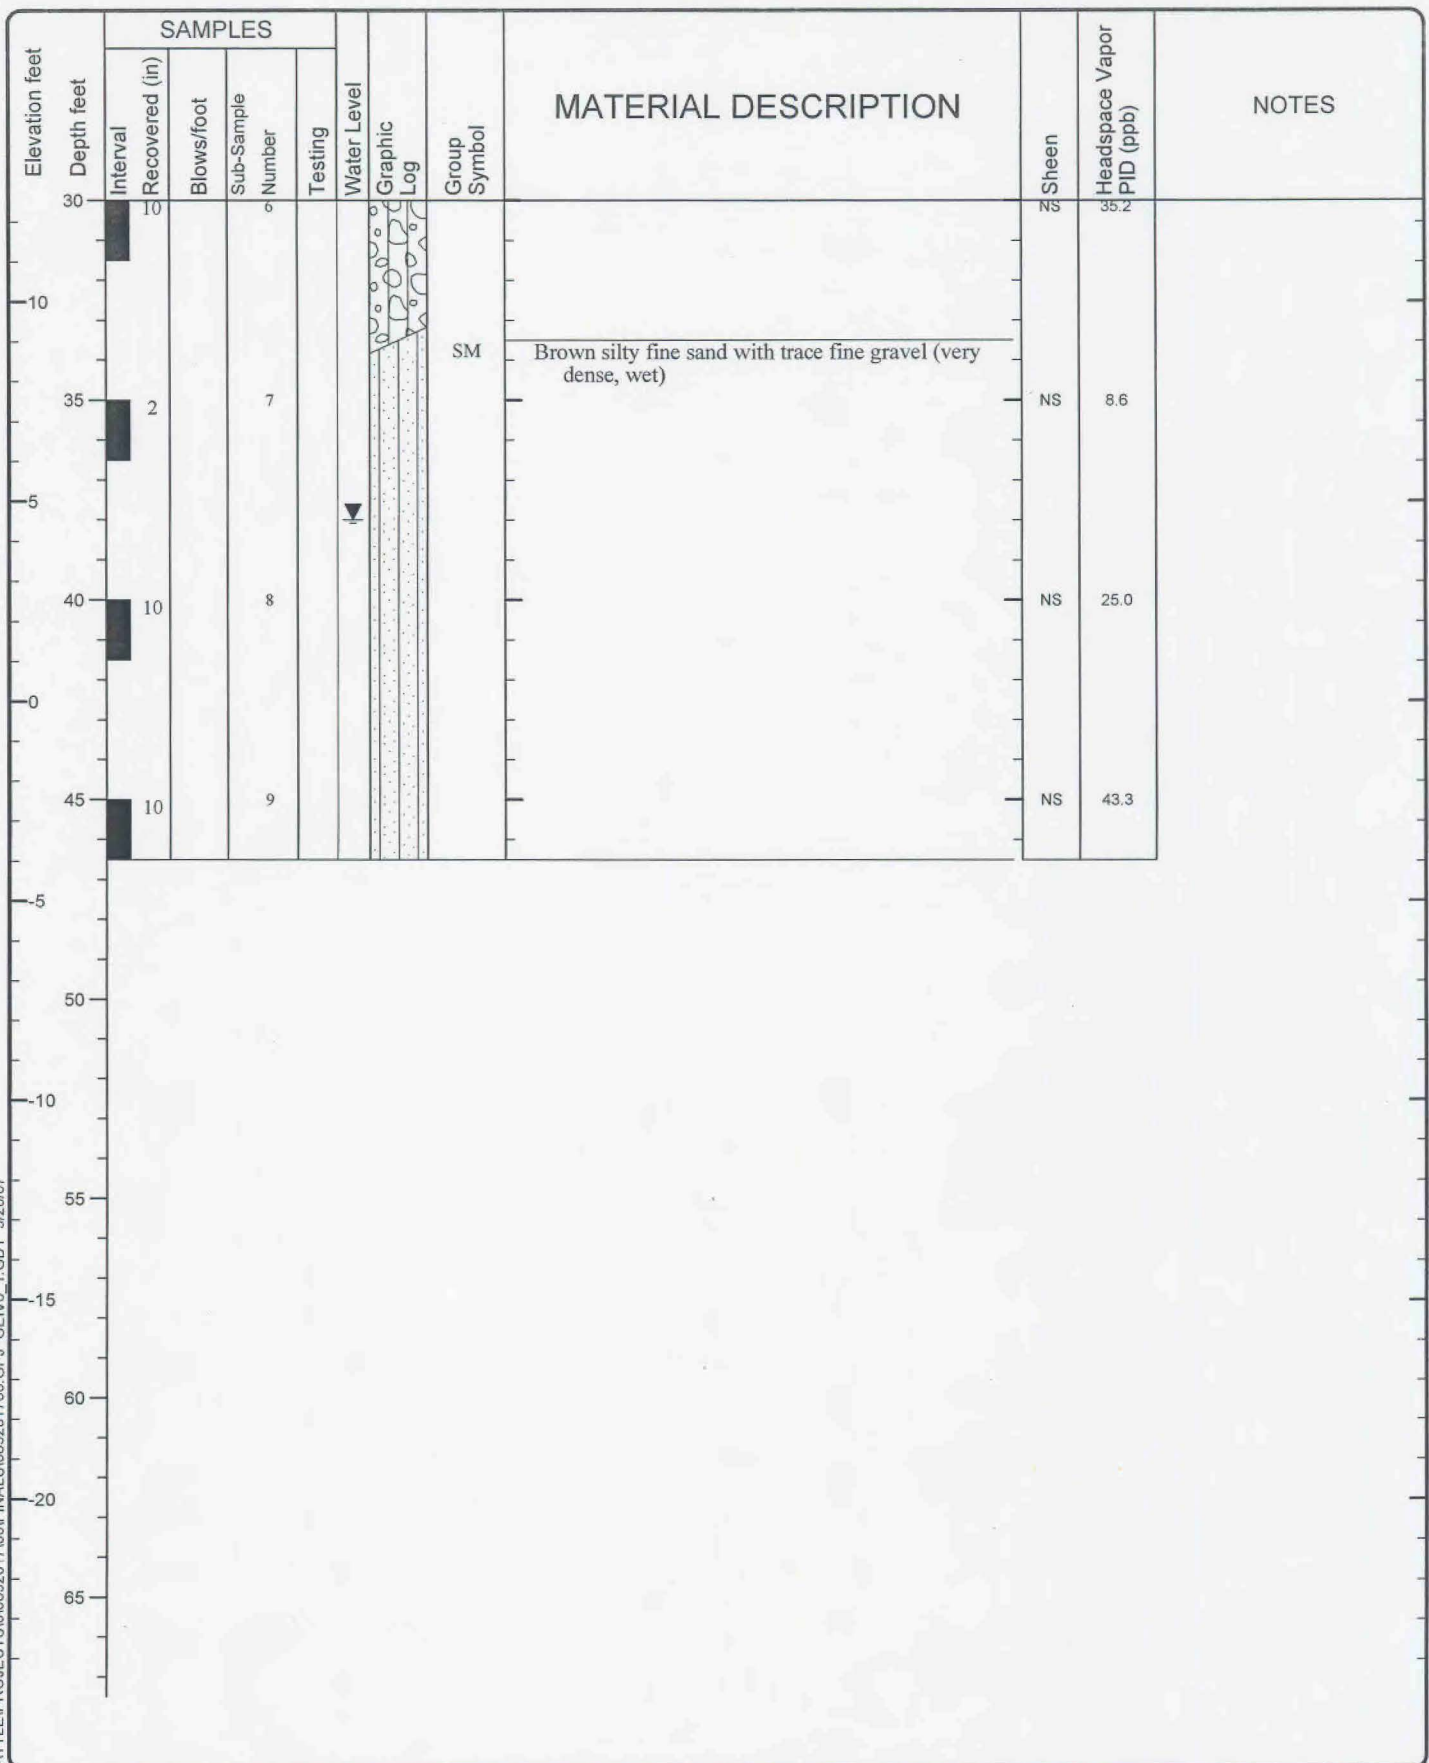 SAMPLES
Elevation feet
Depth feet
Interval
Recovered (in)
Blows/foot
Sub-Sample
Number
Testing
Water Level
Graphic
Log
Group
Symbol
MATERIAL DESCRIPTION
Sheen
Headspace Vapor
PID (ppb)
NOTES
30 10 6 NS 35.2
10
SM Brown silty fine sand with trace fine gravel (very
dense, wet)
35 2 7 NS 8.6
5
40 10 8 NS 25.0
0
45 10 9 NS 43.3
-5
50
-10
55
-15
60
-20
65